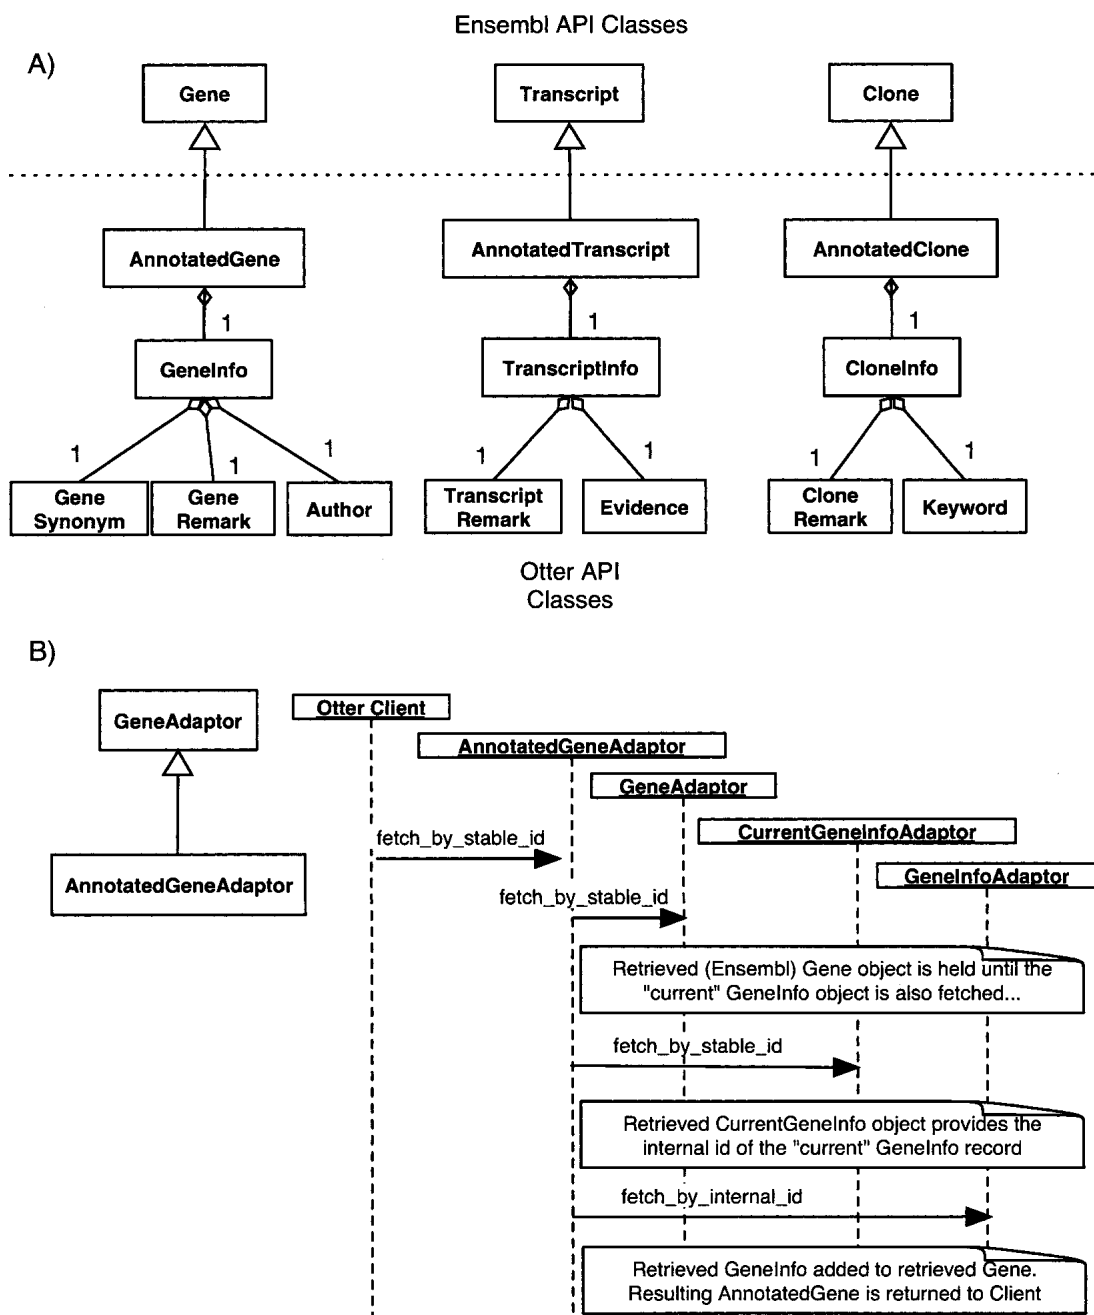 Ensembl API Classes
A)
Gene
Transcript
Clone
AnnotatedGene
AnnotatedTranscript
AnnotatedClone
1
1
1
GeneInfo
TranscriptInfo
CloneInfo
1
1
1
1
1
1
1
Gene
Synonym
Gene
Remark
Author
Transcript
Remark
Evidence
Clone
Remark
Keyword
Otter API
Classes
B)
GeneAdaptor
AnnotatedGeneAdaptor
Otter Client
AnnotatedGeneAdaptor
GeneAdaptor
CurrentGeneInfoAdaptor
GeneInfoAdaptor
fetch_by_stable_id
fetch_by_stable_id
Retrieved (Ensembl) Gene object is held until the
"current" GeneInfo object is also fetched...
fetch_by_stable_id
Retrieved CurrentGeneInfo object provides the
internal id of the "current" GeneInfo record
fetch_by_internal_id
Retrieved GeneInfo added to retrieved Gene.
Resulting AnnotatedGene is returned to Client